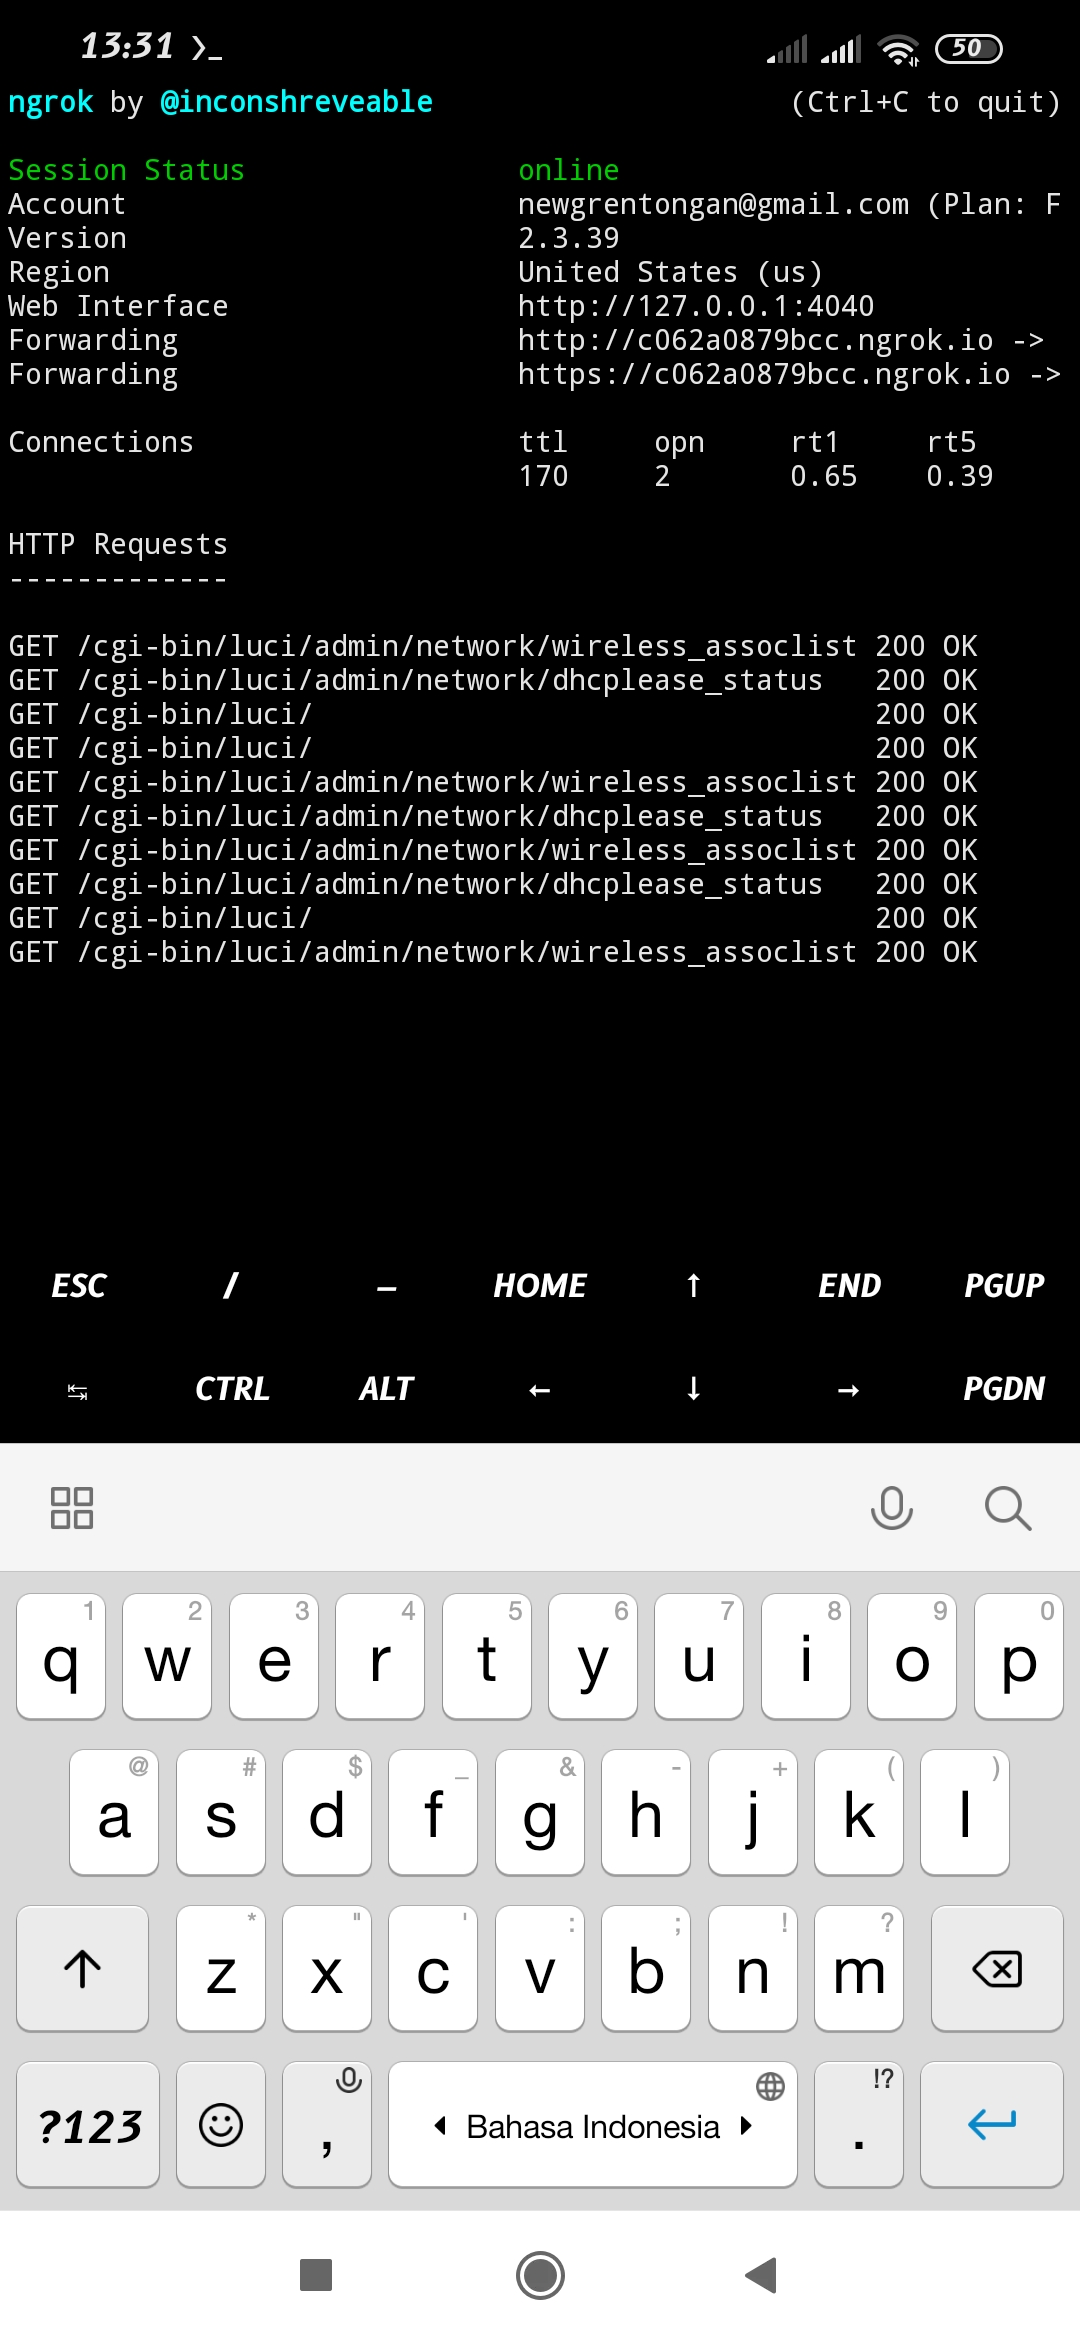 13:31 ❯_ 50
ngrok by @inconshreveable (Ctrl+C to quit)
Session Status online
Account newgrentongan@gmail.com (Plan: F
Version 2.3.39
Region United States (us)
Web Interface http://127.0.0.1:4040
Forwarding http://c062a0879bcc.ngrok.io ->
Forwarding https://c062a0879bcc.ngrok.io ->
Connections ttl opn rt1 rt5
170 2 0.65 0.39
HTTP Requests
-------------
GET /cgi-bin/luci/admin/network/wireless_assoclist 200 OK
GET /cgi-bin/luci/admin/network/dhcplease_status 200 OK
GET /cgi-bin/luci/ 200 OK
GET /cgi-bin/luci/ 200 OK
GET /cgi-bin/luci/admin/network/wireless_assoclist 200 OK
GET /cgi-bin/luci/admin/network/dhcplease_status 200 OK
GET /cgi-bin/luci/admin/network/wireless_assoclist 200 OK
GET /cgi-bin/luci/admin/network/dhcplease_status 200 OK
GET /cgi-bin/luci/ 200 OK
GET /cgi-bin/luci/admin/network/wireless_assoclist 200 OK
ESC / – HOME ↑ END PGUP
↹ CTRL ALT ← ↓ → PGDN
1 2 3 4 5 6 7 8 9 0
q w e r t y u i o p
@ # $ _ & - + ( )
a s d f g h j k l
* " ' : ; ! ?
z x c v b n m
!?
?123 , Bahasa Indonesia .